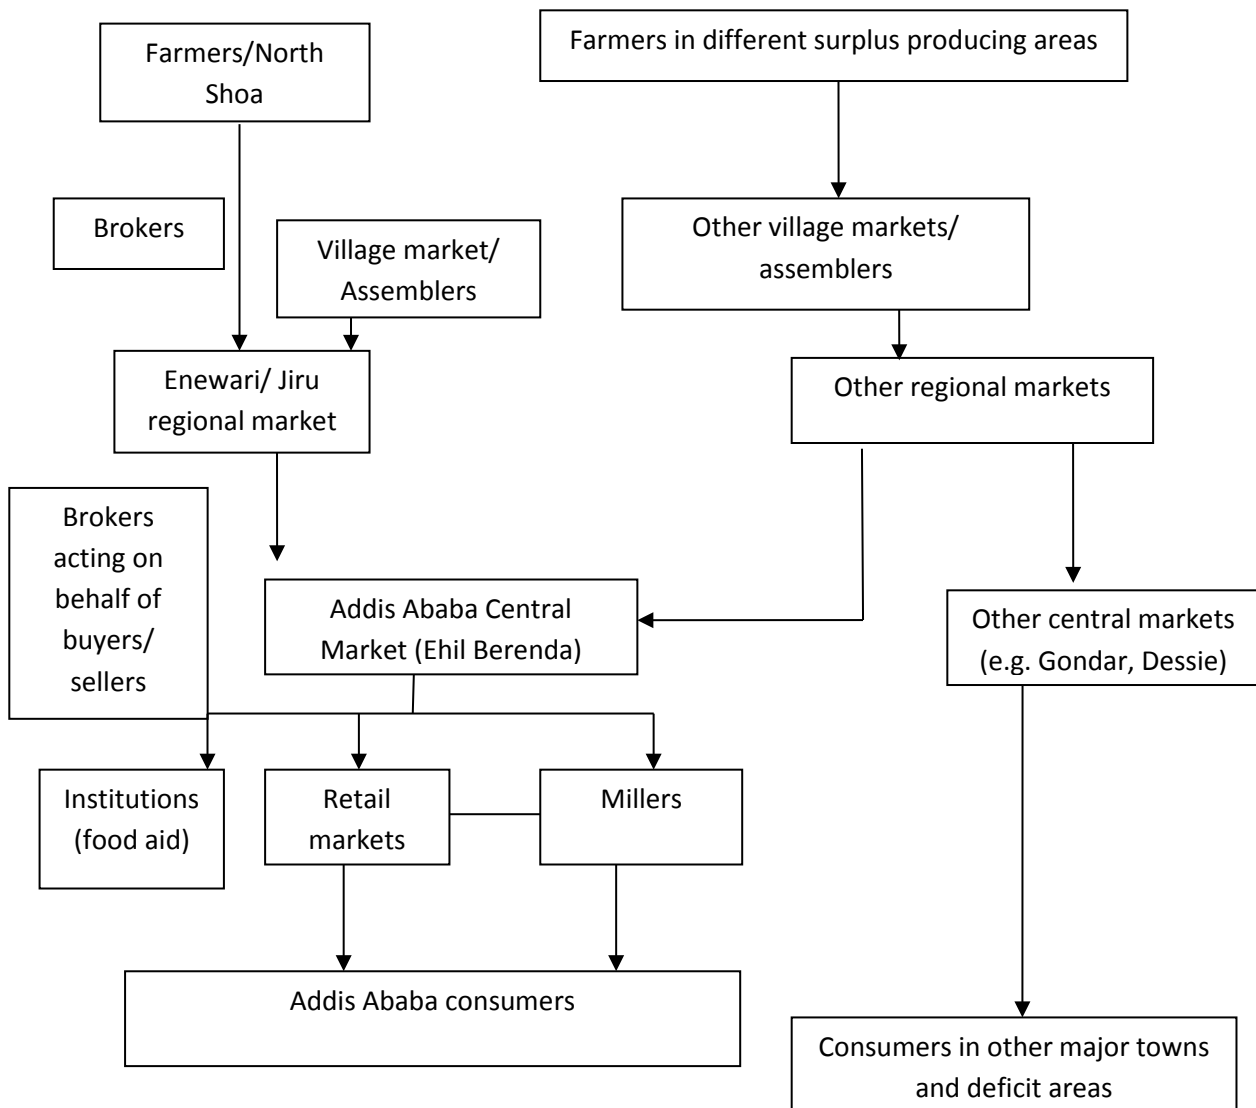 Farmers/North
Shoa
Farmers in different surplus producing areas
Brokers
Village market/
Assemblers
Other village markets/
assemblers
Enewari/ Jiru
regional market
Other regional markets
Brokers
acting on
behalf of
buyers/
sellers
Addis Ababa Central
Market (Ehil Berenda)
Other central markets
(e.g. Gondar, Dessie)
Institutions
(food aid)
Retail
markets
Millers
Addis Ababa consumers
Consumers in other major towns
and deficit areas